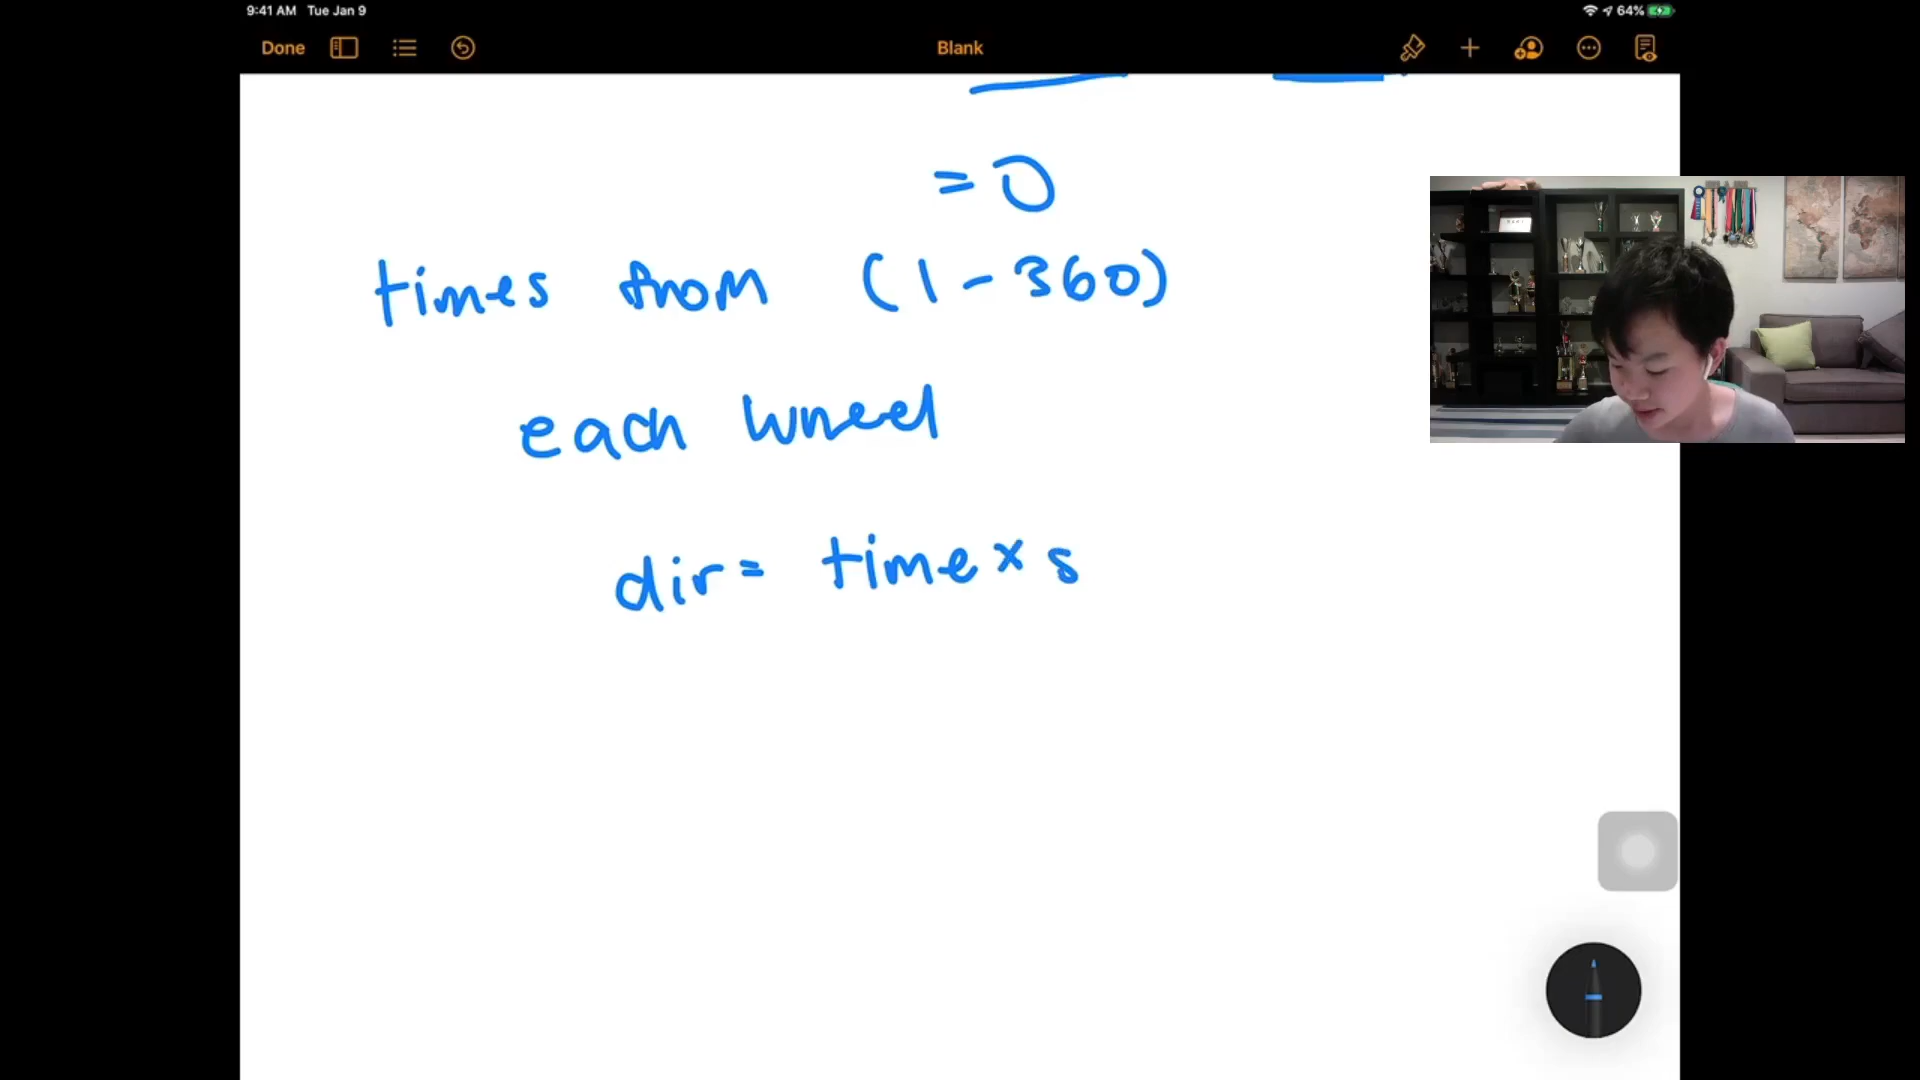 9:41 AM Tue Jan 9
64%
Done
Blank
= 0
times from (1-360)
each wheel
dir = time x s